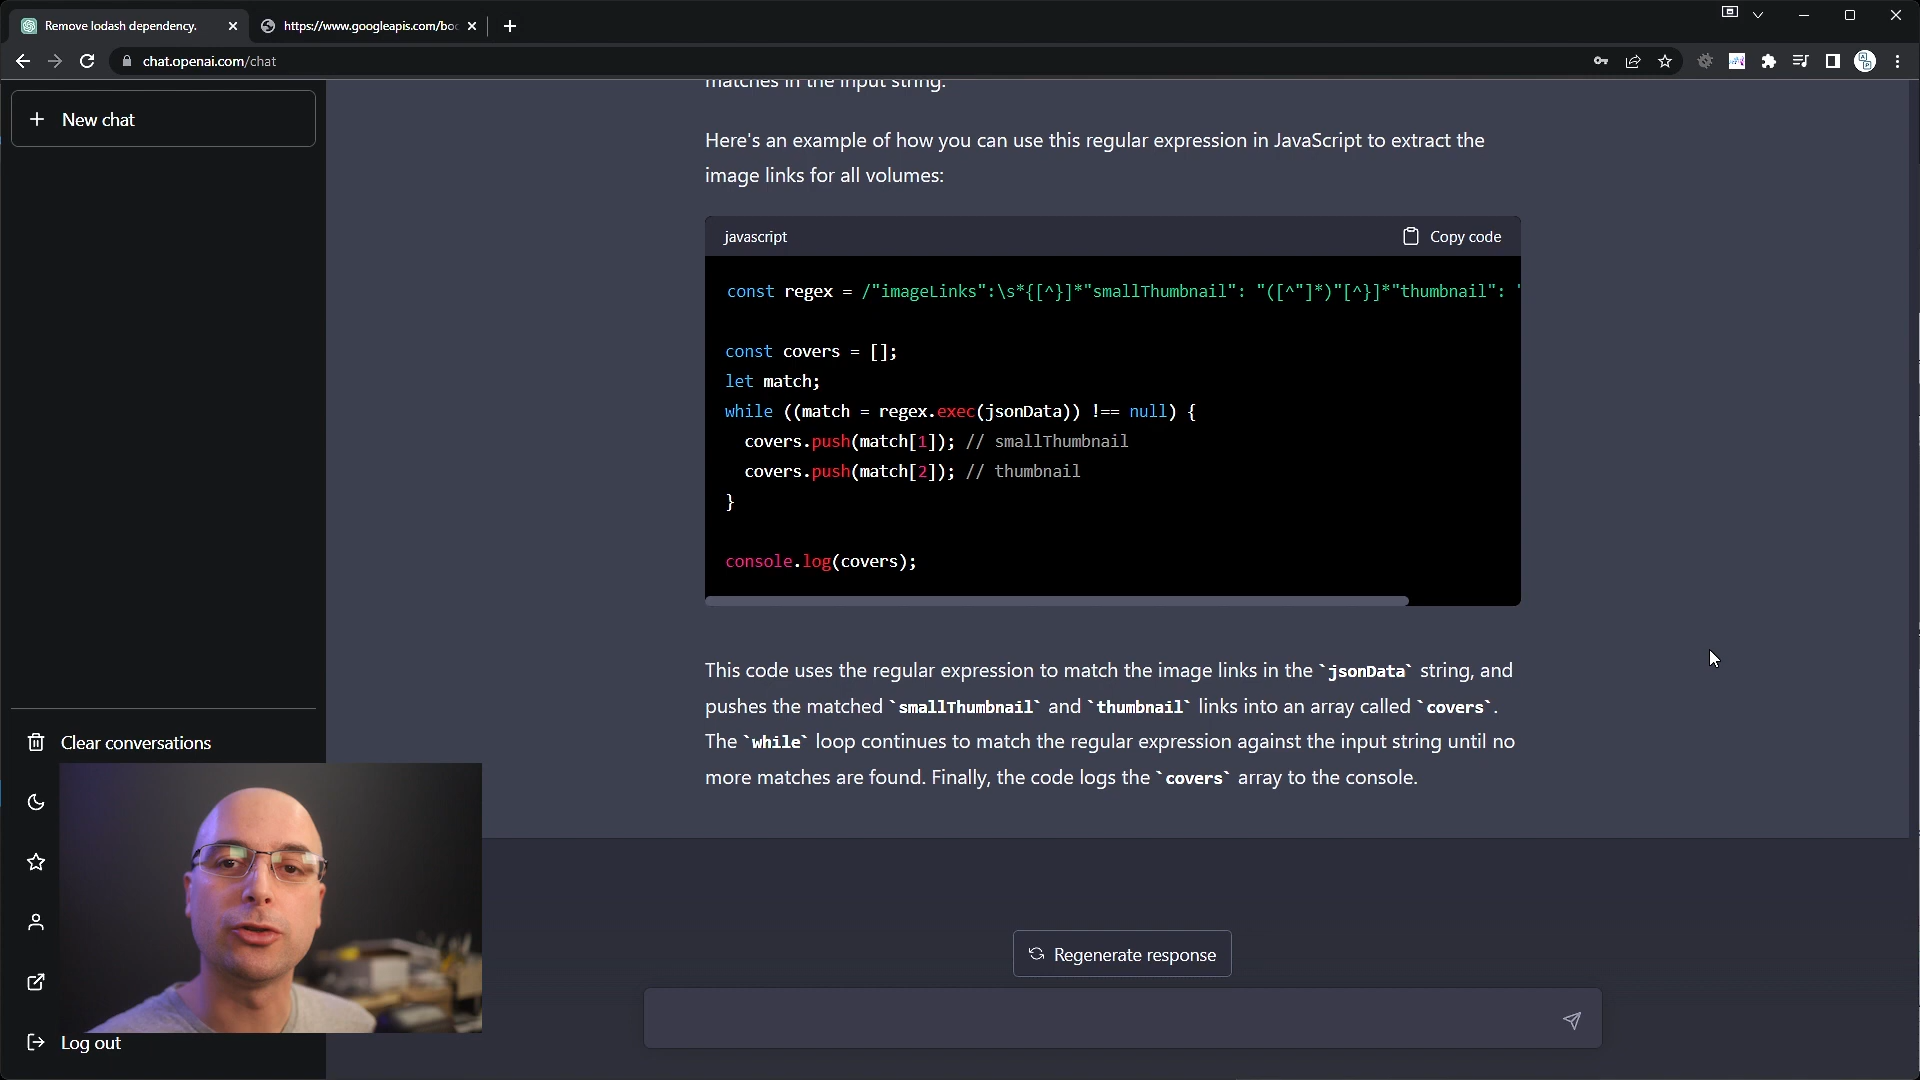 Remove lodash dependency.
https://www.googleapis.com/boo
chat.openai.com/chat
New chat
matches in the input string.
Here's an example of how you can use this regular expression in JavaScript to extract the
image links for all volumes:
javascript
Copy code
const regex = /"imageLinks":\s*{[^}]*"smallThumbnail": "([^"]*)"[^}]*"thumbnail": "
const covers = [];
let match;
while ((match = regex.exec(jsonData)) !== null) {
covers.push(match[1]); // smallThumbnail
covers.push(match[2]); // thumbnail
}
console.log(covers);
This code uses the regular expression to match the image links in the `jsonData` string, and
pushes the matched `smallThumbnail` and `thumbnail` links into an array called `covers`.
The `while` loop continues to match the regular expression against the input string until no
more matches are found. Finally, the code logs the `covers` array to the console.
Clear conversations
Log out
Regenerate response